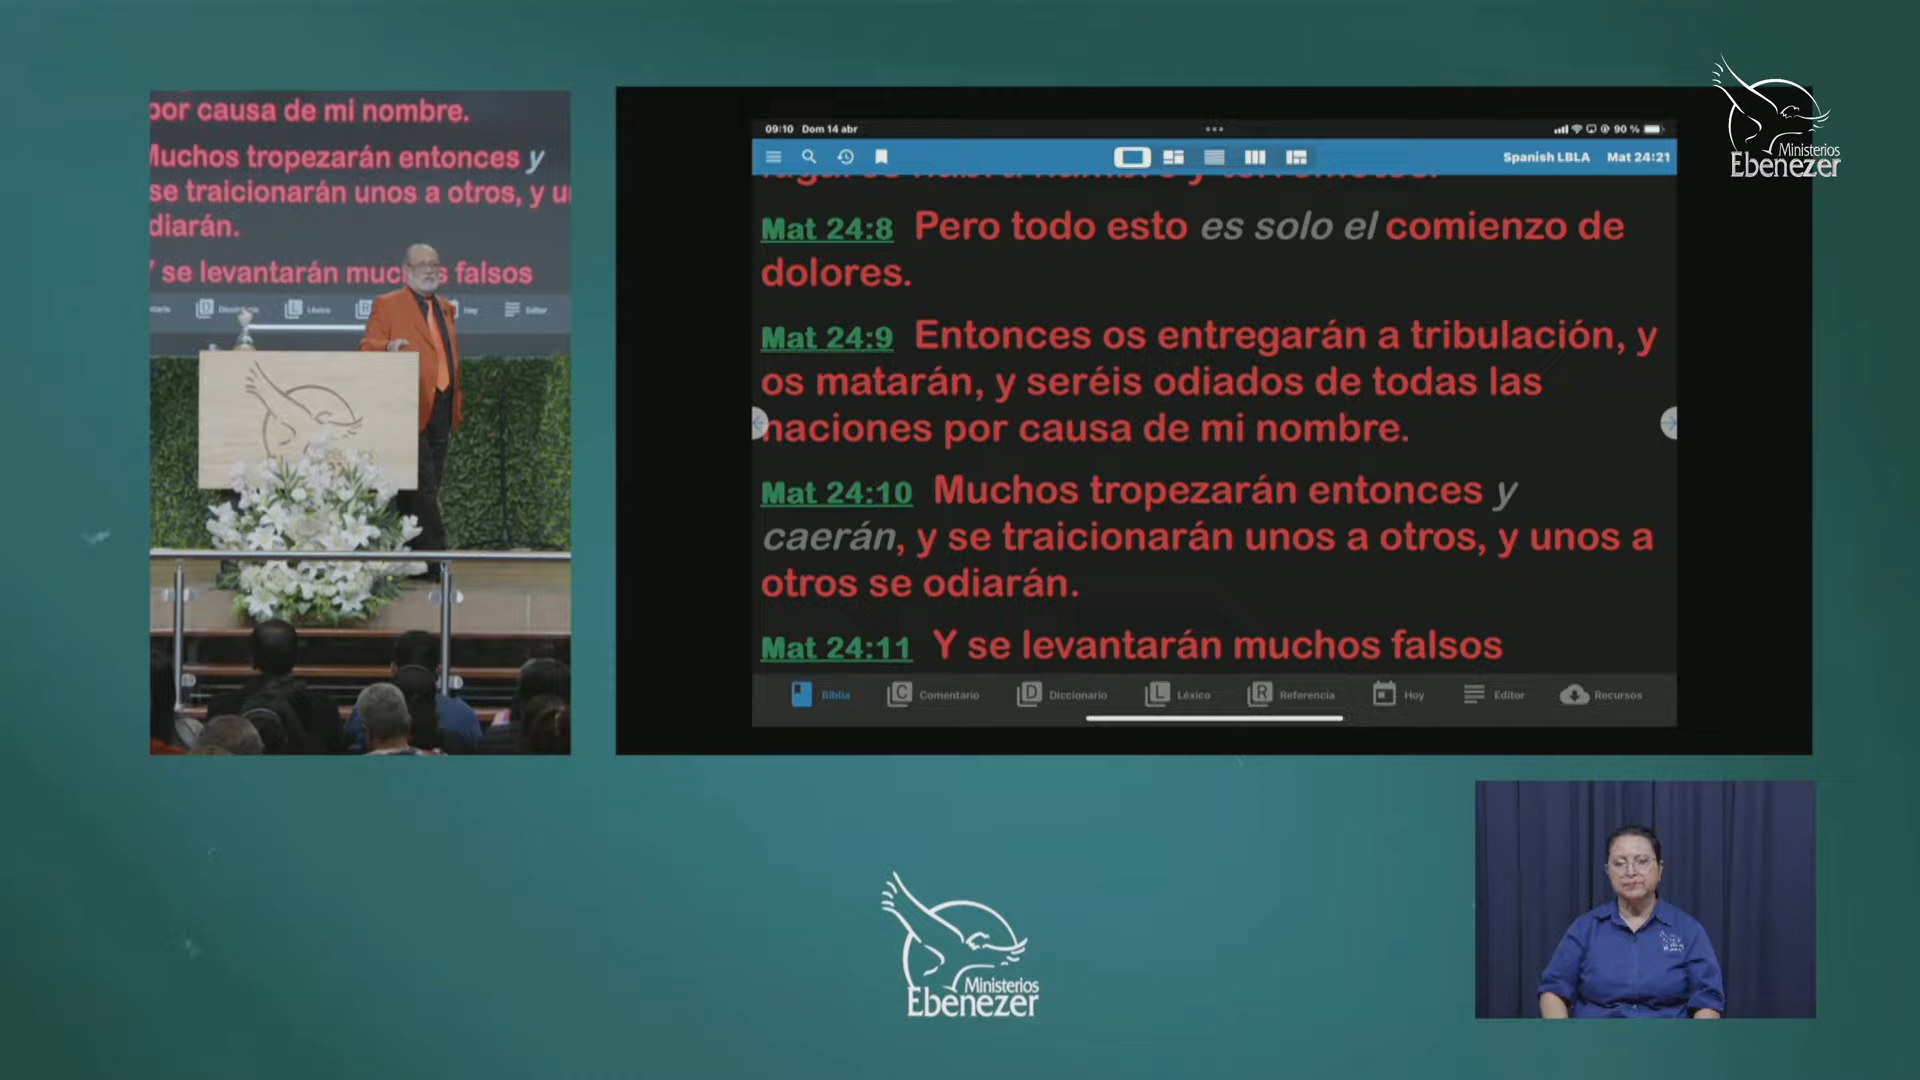 por causa de mi nombre.
Muchos tropezarán entonces y
se traicionarán unos a otros, y
diarán.
Y se levantarán muchos falsos
Léxico
Hoy
Editor
09:10 Dom 14 abr
90 %
Spanish LBLA Mat 24:21
Mat 24:8 Pero todo esto es solo el comienzo de
dolores.
Mat 24:9 Entonces os entregarán a tribulación, y
os matarán, y seréis odiados de todas las
naciones por causa de mi nombre.
Mat 24:10 Muchos tropezarán entonces y
caerán, y se traicionarán unos a otros, y unos a
otros se odiarán.
Mat 24:11 Y se levantarán muchos falsos
Biblia C Comentario D Diccionario L Léxico R Referencia Hoy Editor Recursos
Ministerios
Ebenezer
Ministerios
Ebenezer